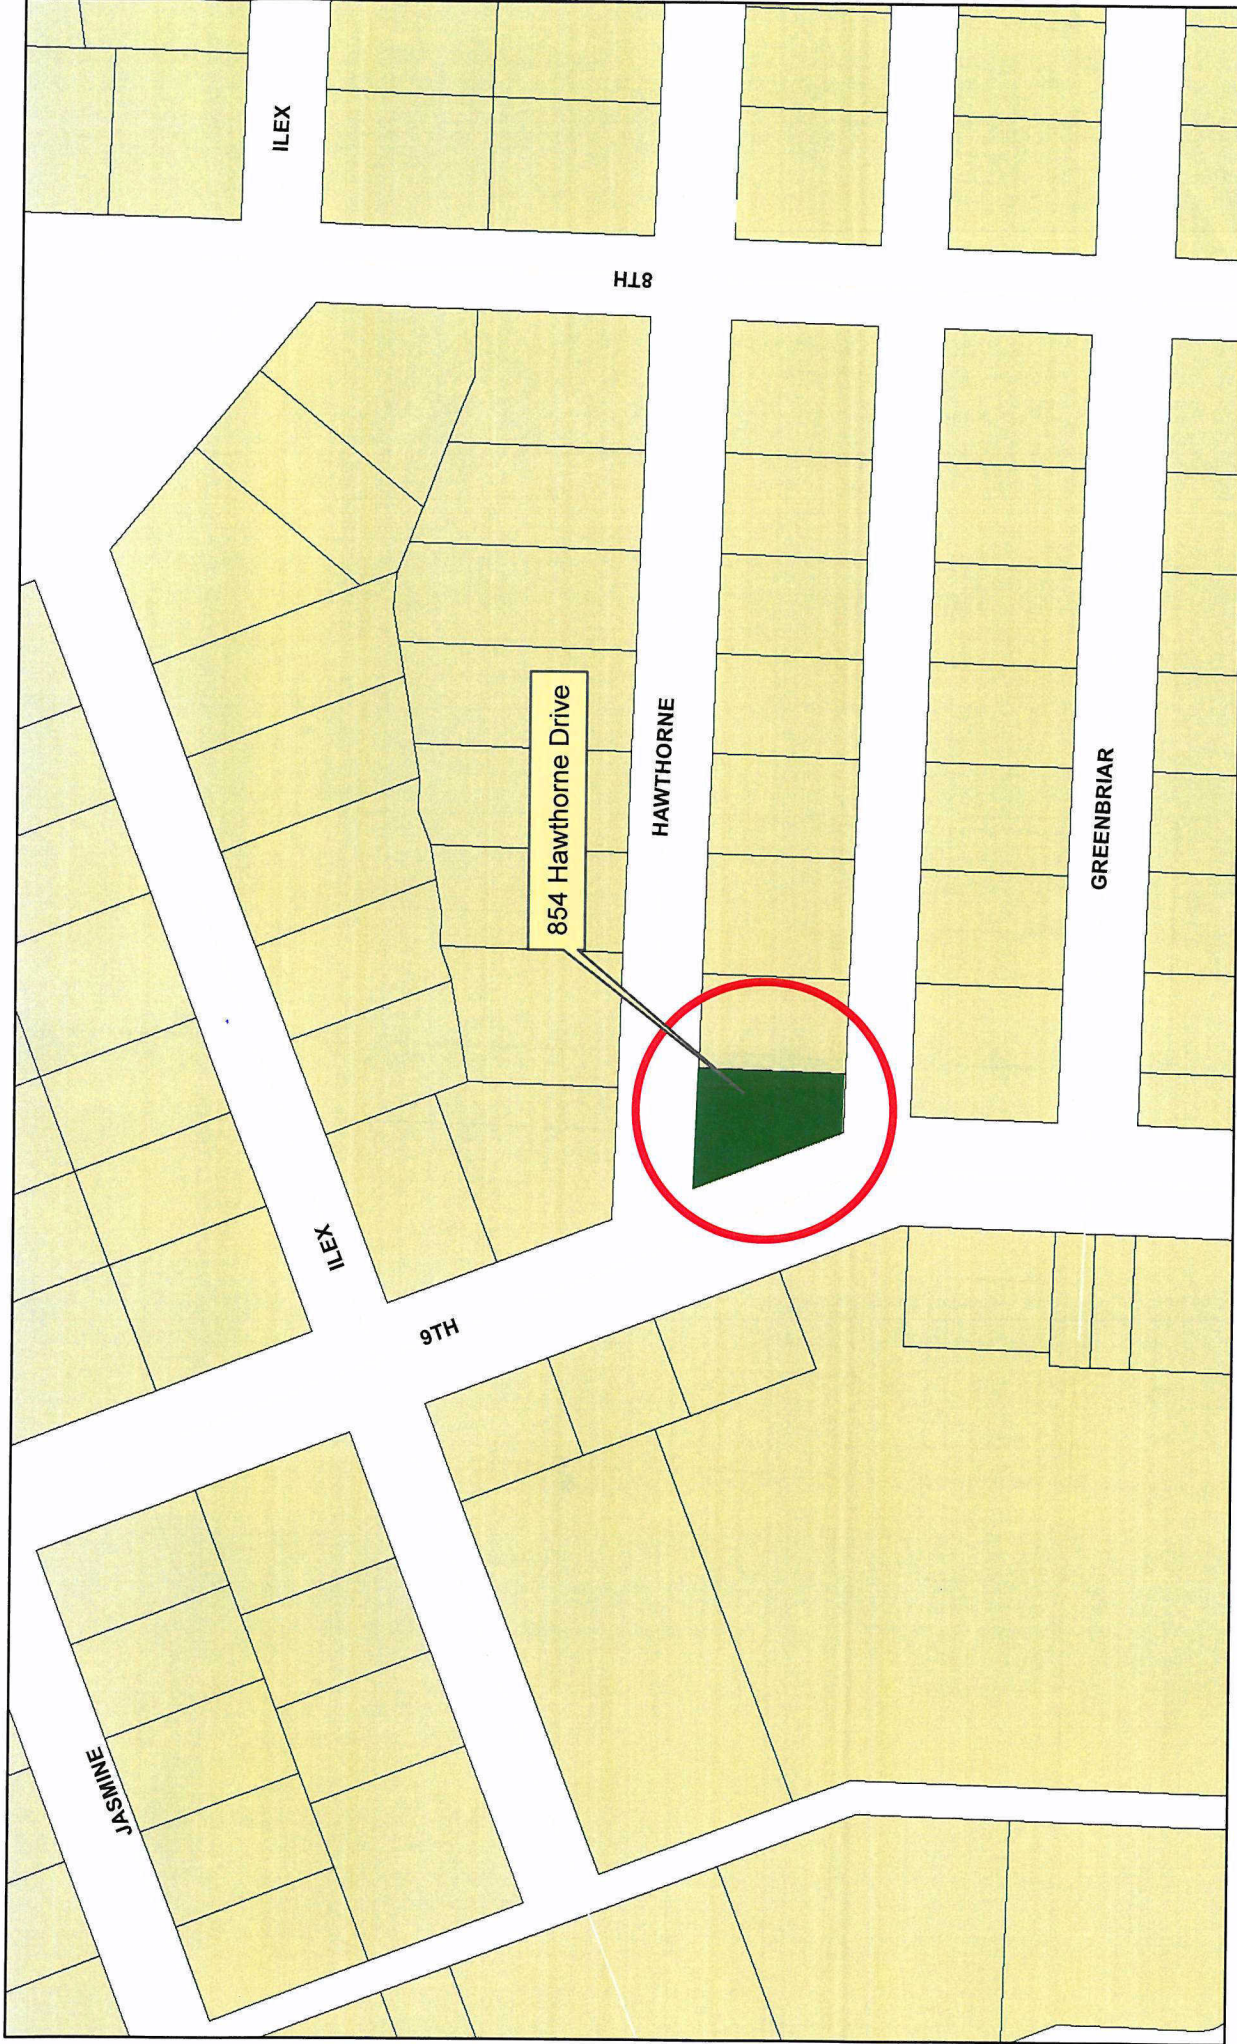 ILEX
8TH
854 Hawthorne Drive
HAWTHORNE
GREENBRIAR
ILEX
9TH
JASMINE